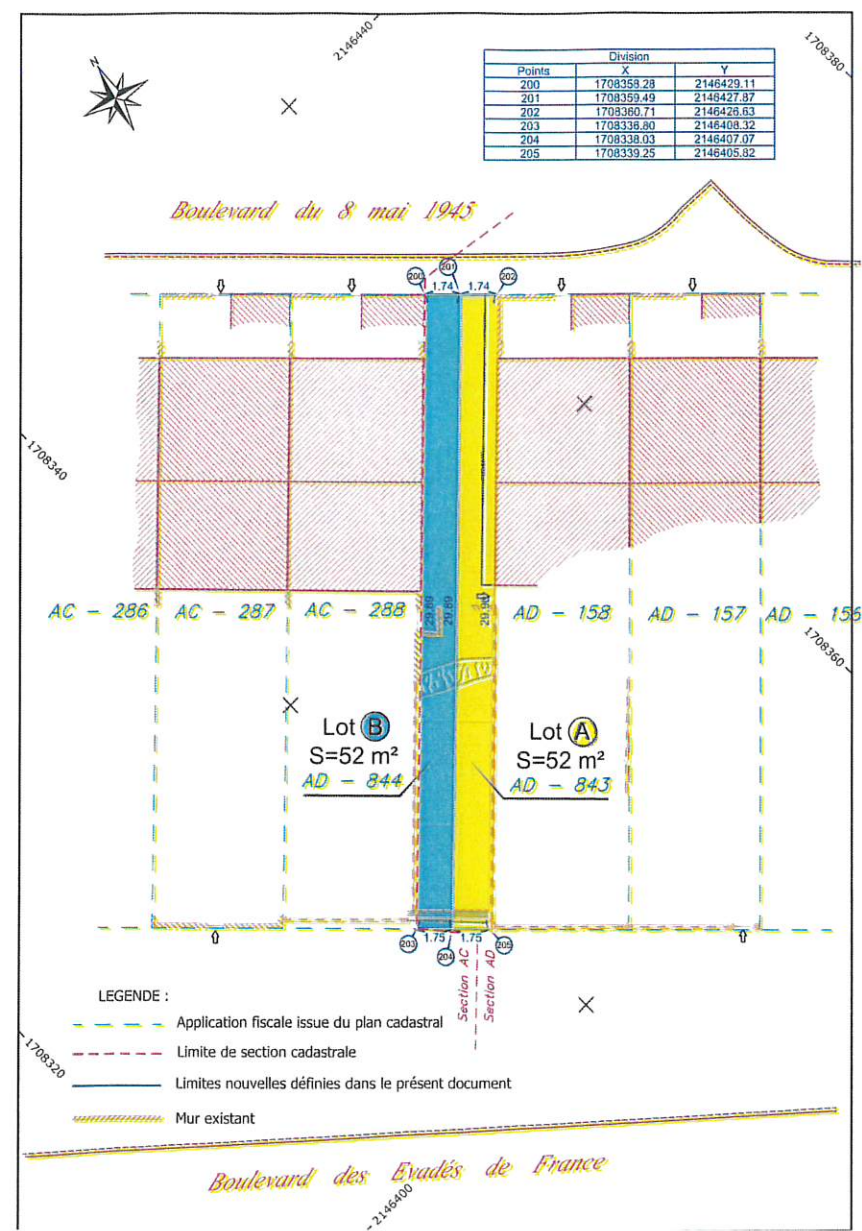 2146440
1708380
N
Division
Points X Y
200 1708358.28 2146429.11
201 1708359.49 2146427.87
202 1708360.71 2146426.63
203 1708336.80 2146408.32
204 1708338.03 2146407.07
205 1708339.25 2146405.82
Boulevard du 8 mai 1945
200 201 202
1.74 1.74
1708340
29.89 29.89
AC - 286 AC - 287 AC - 288 AD - 158 AD - 157 AD - 156
1708360
Lot B
S=52 m²
AD - 844
Lot A
S=52 m²
AD - 843
203 1.75 204 1.75 205
Section AC
Section AD
LEGENDE :
Application fiscale issue du plan cadastral
Limite de section cadastrale
Limites nouvelles définies dans le présent document
Mur existant
1708320
Boulevard des Evadés de France
2146400